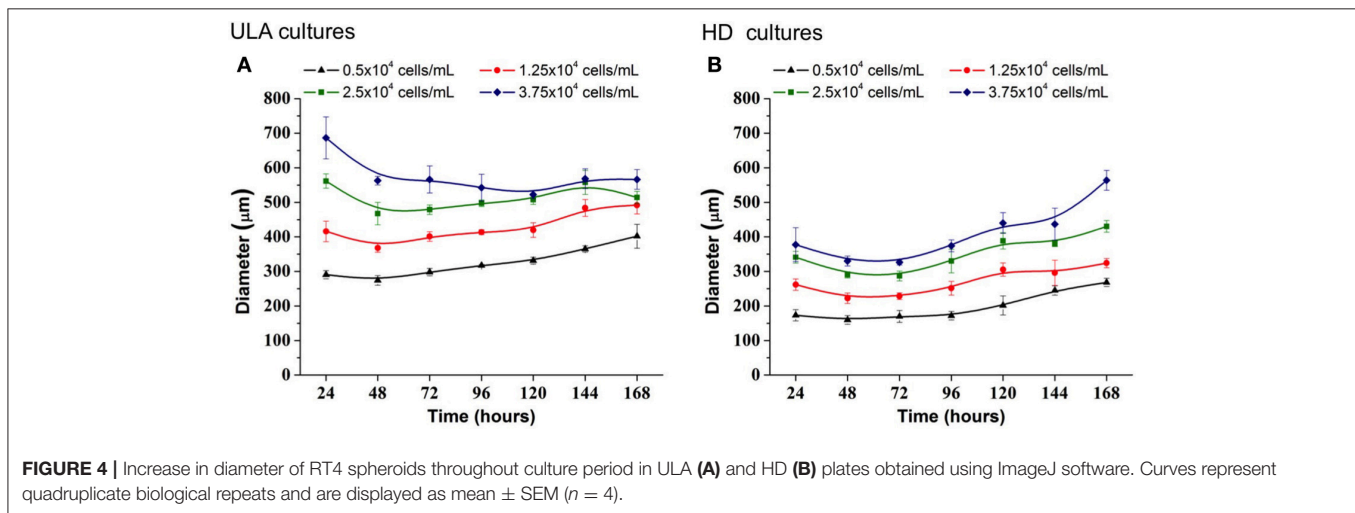 ULA cultures
HD cultures
A
0.5x10⁴ cells/mL
1.25x10⁴ cells/mL
2.5x10⁴ cells/mL
3.75x10⁴ cells/mL
800
700
600
500
400
300
200
100
0
Diameter (μm)
24 48 72 96 120 144 168
Time (hours)
B
0.5x10⁴ cells/mL
1.25x10⁴ cells/mL
2.5x10⁴ cells/mL
3.75x10⁴ cells/mL
800
700
600
500
400
300
200
100
0
Diameter (μm)
24 48 72 96 120 144 168
Time (hours)
FIGURE 4 | Increase in diameter of RT4 spheroids throughout culture period in ULA (A) and HD (B) plates obtained using ImageJ software. Curves represent
quadruplicate biological repeats and are displayed as mean ± SEM (n = 4).